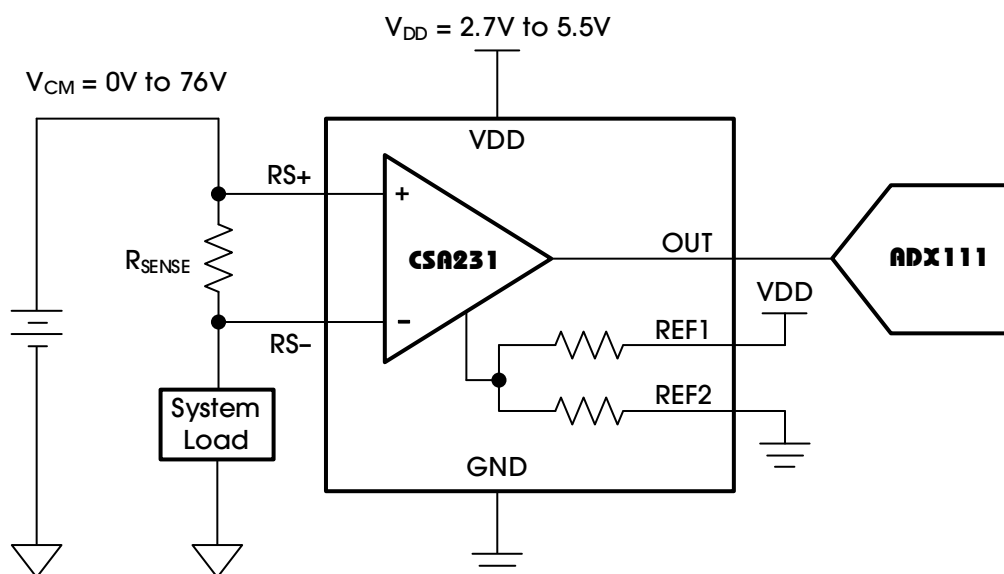 V_DD = 2.7V to 5.5V
V_CM = 0V to 76V
VDD
RS+
+
R_SENSE
CSA231
OUT
ADX111
VDD
−
RS−
REF1
REF2
System
Load
GND